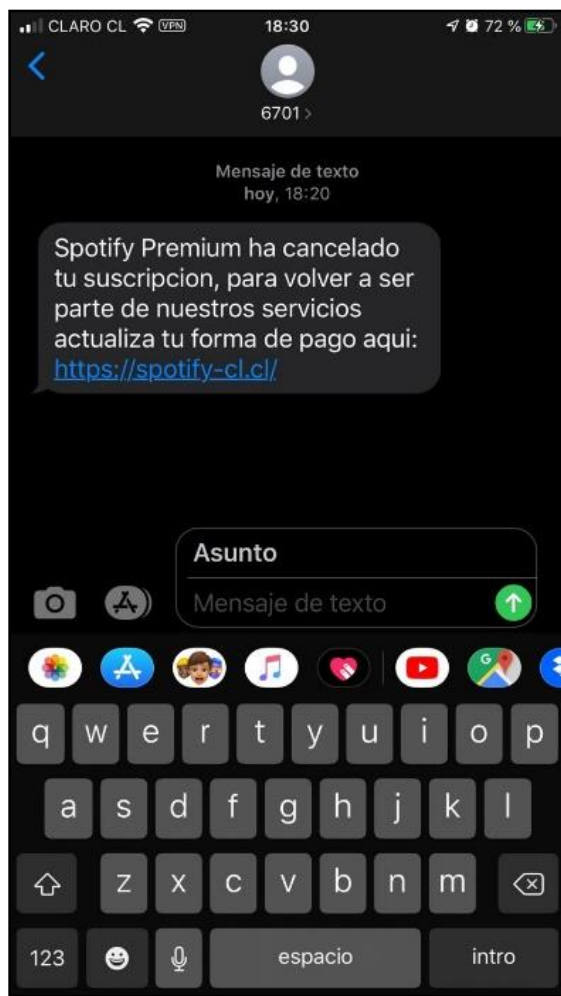 CLARO CL VPN 18:30 72 %
6701 >
Mensaje de texto
hoy, 18:20
Spotify Premium ha cancelado
tu suscripcion, para volver a ser
parte de nuestros servicios
actualiza tu forma de pago aqui:
https://spotify-cl.cl/
Asunto
Mensaje de texto
G
q w e r t y u i o p
a s d f g h j k l
z x c v b n m
123 espacio intro